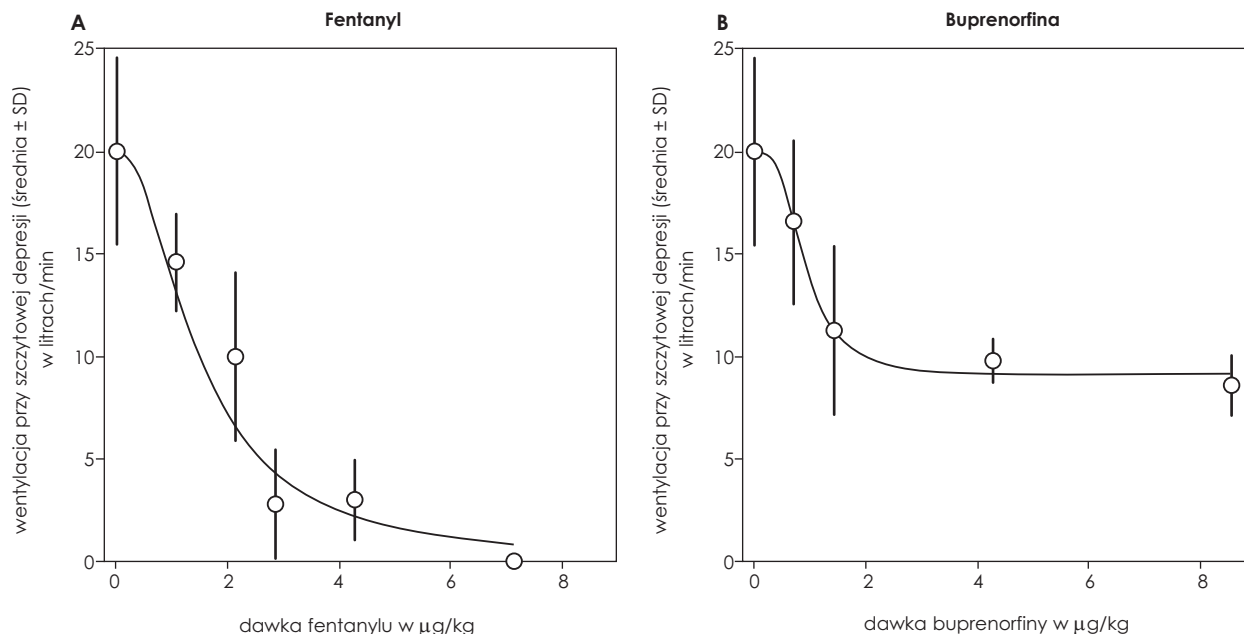 A
Fentanyl
wentylacja przy szczytowej depresji (średnia ± SD)
w litrach/min
25
20
15
10
5
0
0
2
4
6
8
dawka fentanylu w µg/kg
B
Buprenorfina
wentylacja przy szczytowej depresji (średnia ± SD)
w litrach/min
25
20
15
10
5
0
0
2
4
6
8
dawka buprenorfiny w µg/kg